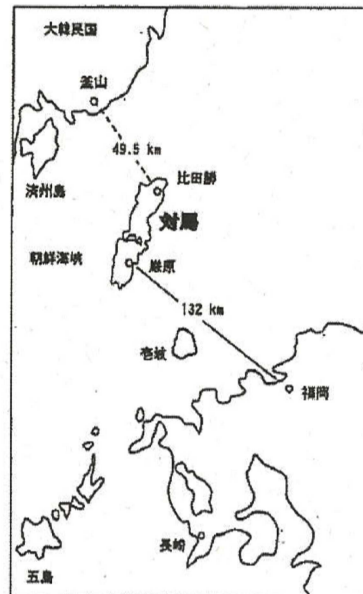 大韓民国
釜山
49.5 km
比田勝
済州島
対馬
朝鮮海峡
厳原
132 km
壱岐
福岡
長崎
五島